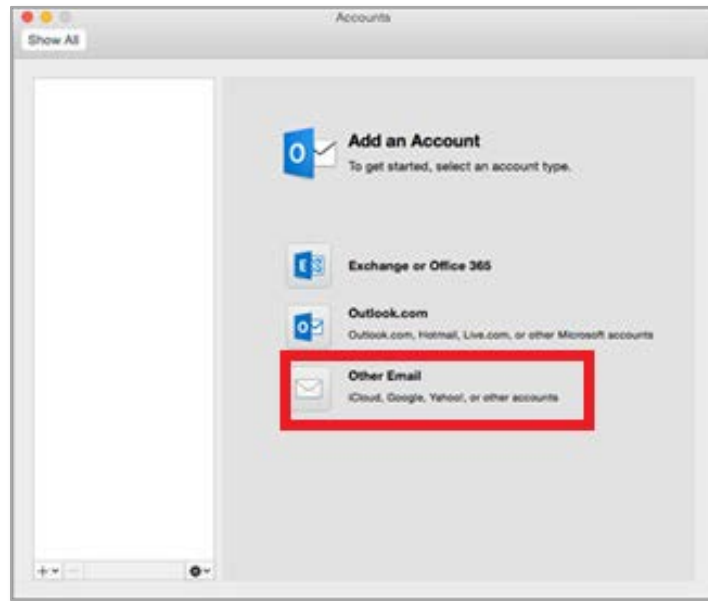 Accounts
Show All
Add an Account
To get started, select an account type.
Exchange or Office 365
Outlook.com
Outlook.com, Hotmail, Live.com, or other Microsoft accounts
Other Email
iCloud, Google, Yahoo!, or other accounts